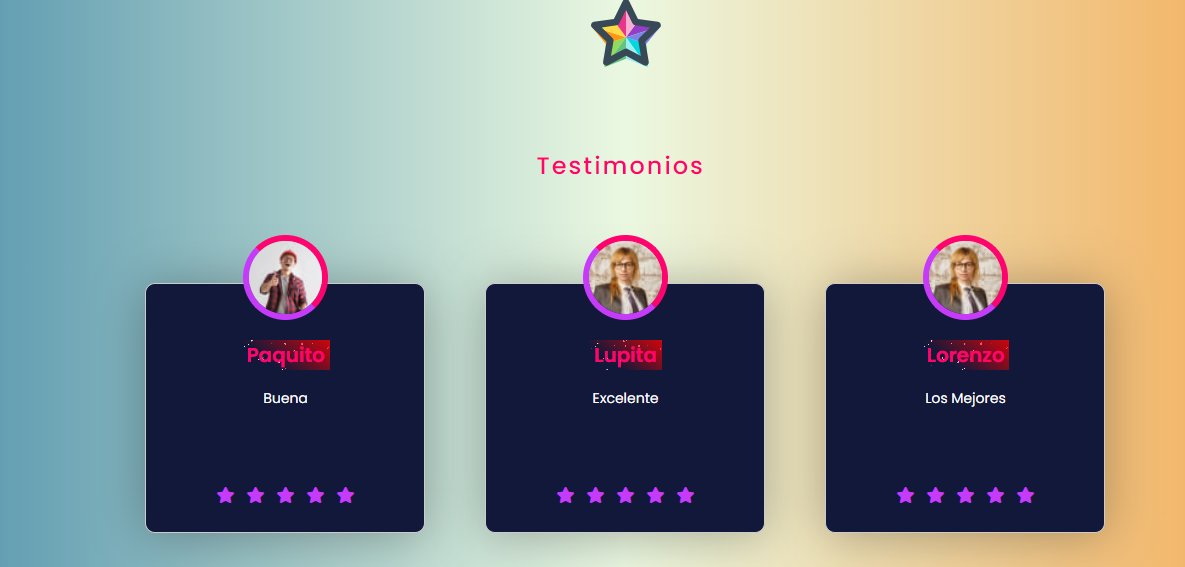 Testimonios
Paquito
Lupita
Lorenzo
Buena
Excelente
Los Mejores